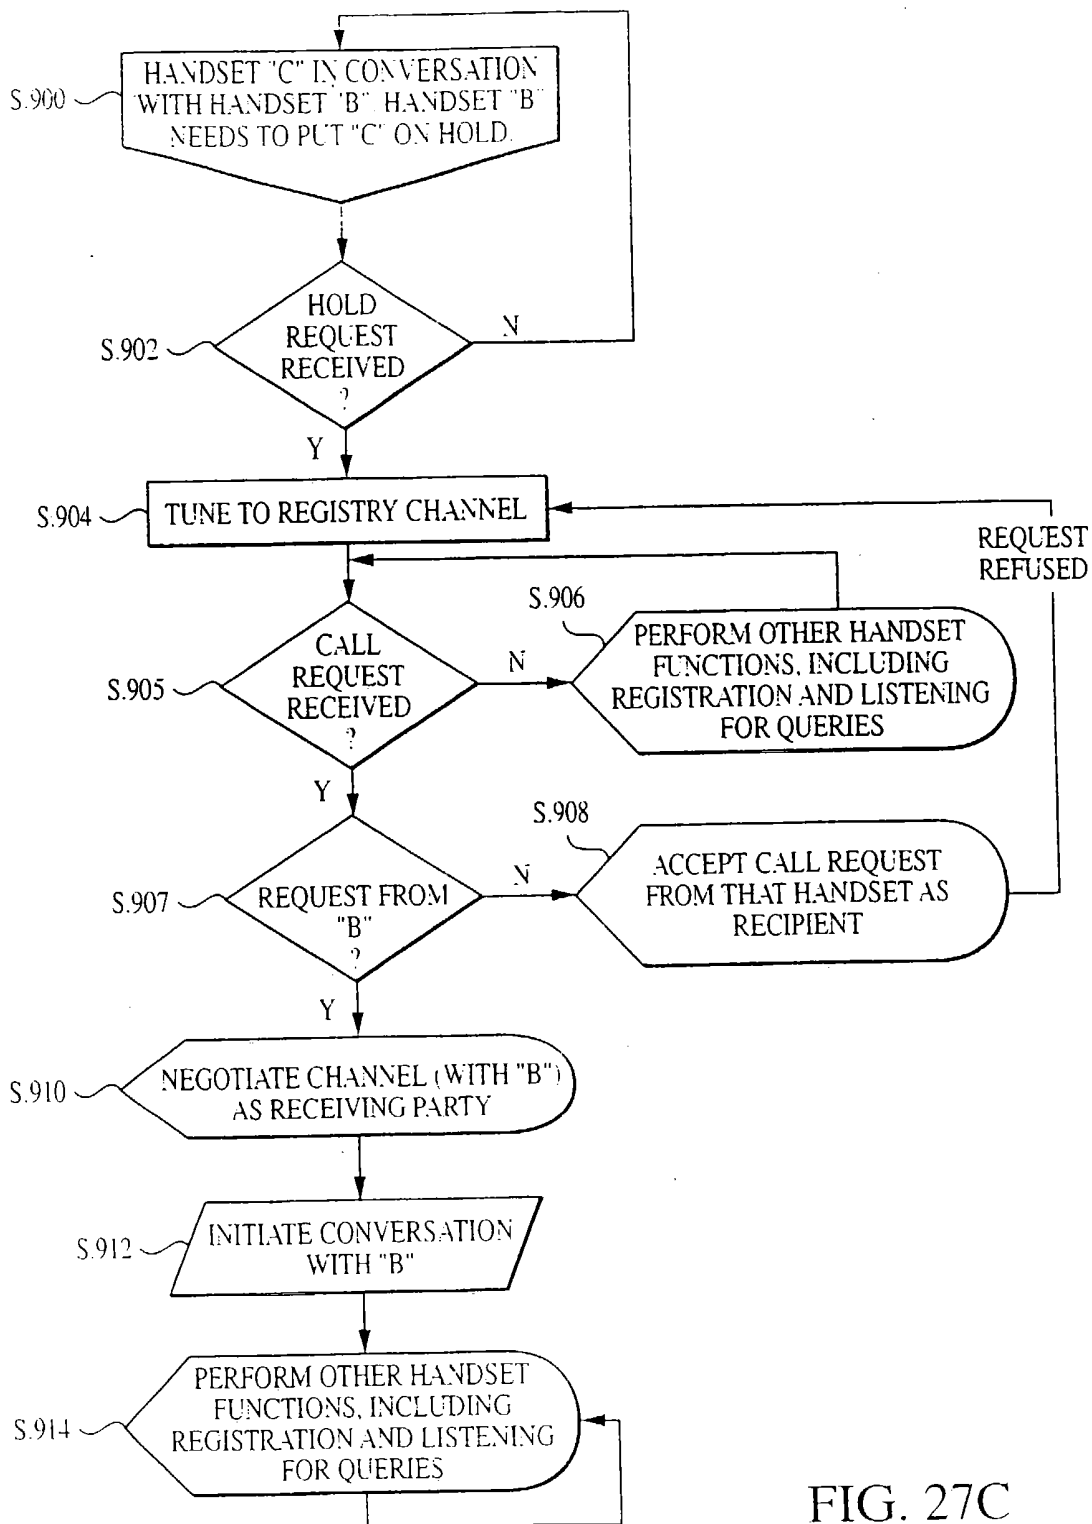 HANDSET "C" IN CONVERSATION
WITH HANDSET "B". HANDSET "B"
NEEDS TO PUT "C" ON HOLD.
S.900
HOLD
REQUEST
RECEIVED
?
S.902
N
Y
S.904
TUNE TO REGISTRY CHANNEL
REQUEST
REFUSED
S.906
PERFORM OTHER HANDSET
FUNCTIONS, INCLUDING
REGISTRATION AND LISTENING
FOR QUERIES
CALL
REQUEST
RECEIVED
?
S.905
N
Y
S.908
ACCEPT CALL REQUEST
FROM THAT HANDSET AS
RECIPIENT
S.907
REQUEST FROM
"B"
?
N
Y
S.910
NEGOTIATE CHANNEL (WITH "B")
AS RECEIVING PARTY
S.912
INITIATE CONVERSATION
WITH "B"
S.914
PERFORM OTHER HANDSET
FUNCTIONS, INCLUDING
REGISTRATION AND LISTENING
FOR QUERIES
FIG. 27C